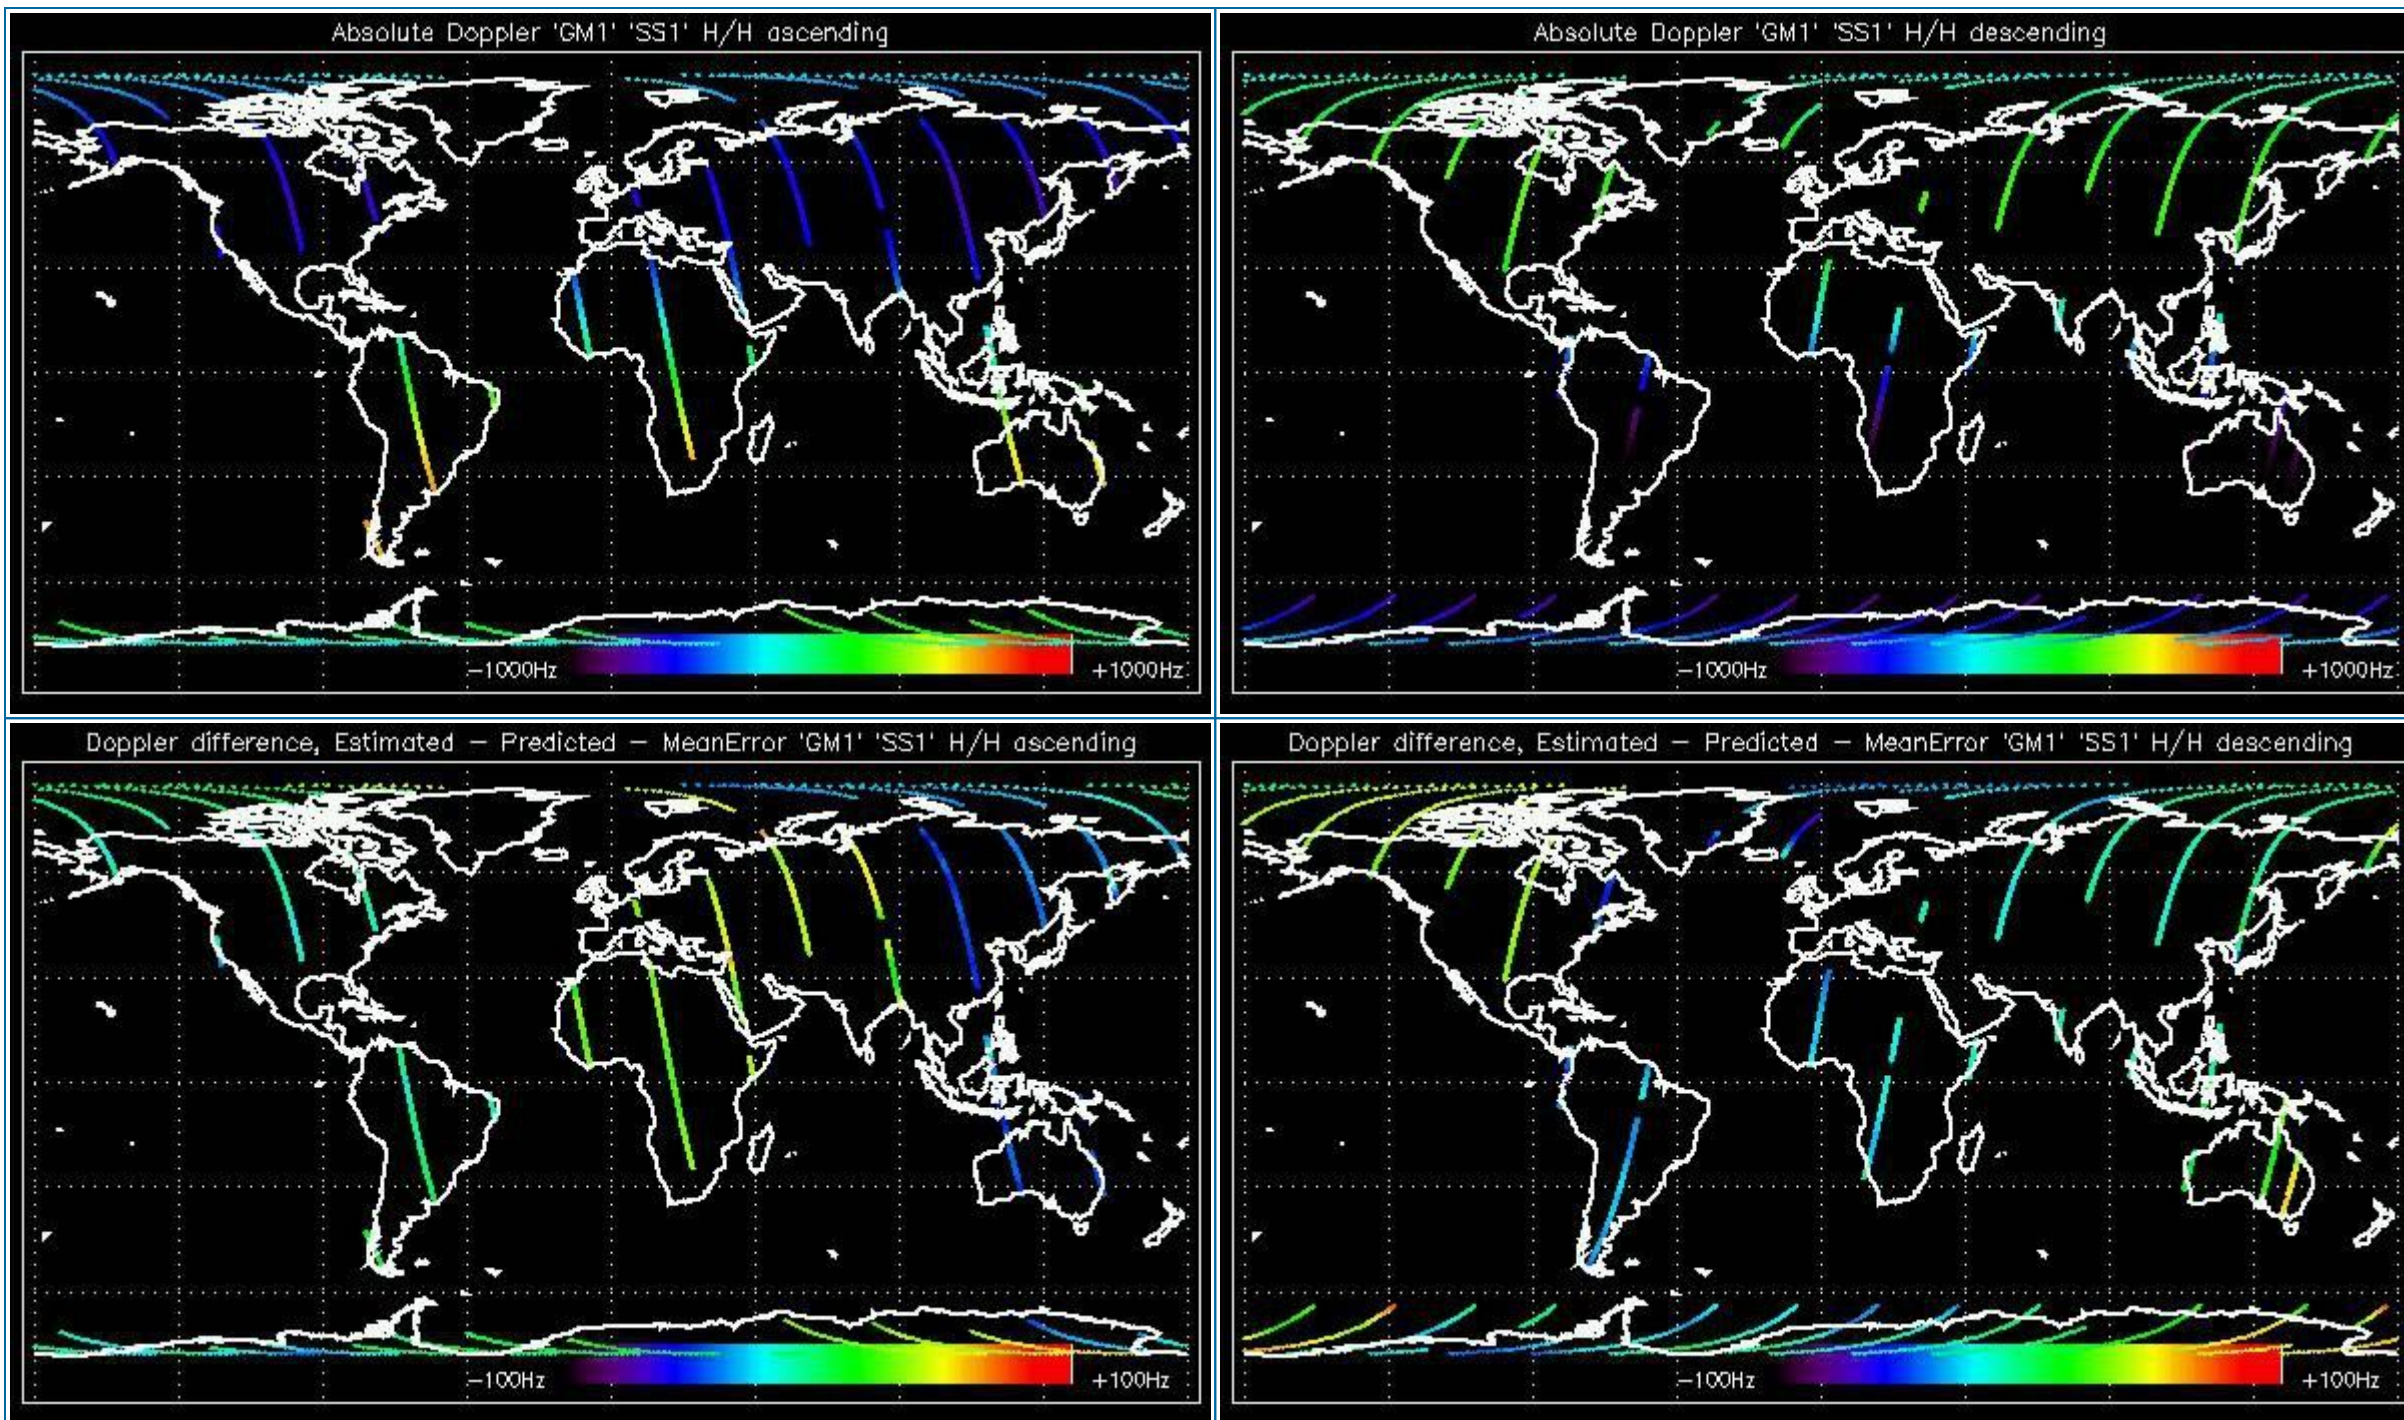 Absolute Doppler 'GM1' 'SS1' H/H ascending
-1000Hz
+1000Hz
Absolute Doppler 'GM1' 'SS1' H/H descending
-1000Hz
+1000Hz
Doppler difference, Estimated - Predicted - MeanError 'GM1' 'SS1' H/H ascending
-100Hz
+100Hz
Doppler difference, Estimated - Predicted - MeanError 'GM1' 'SS1' H/H descending
-100Hz
+100Hz